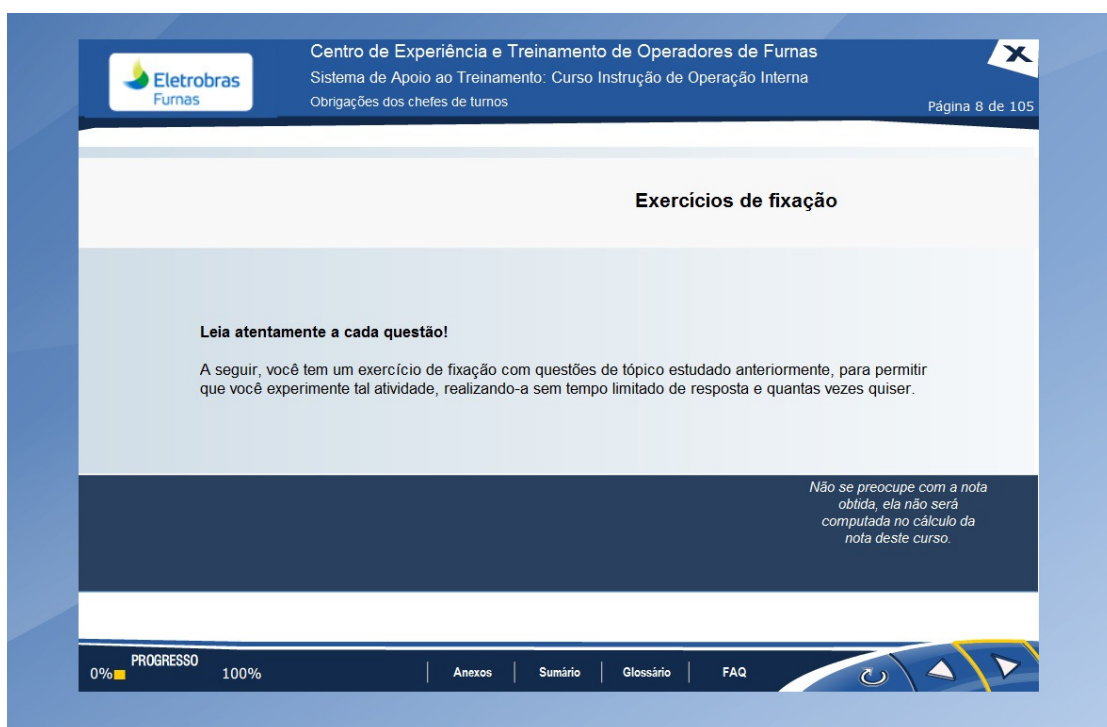 Eletrobras
Furnas
Centro de Experiência e Treinamento de Operadores de Furnas
Sistema de Apoio ao Treinamento: Curso Instrução de Operação Interna
Obrigações dos chefes de turnos
X
Página 8 de 105
Exercícios de fixação
Leia atentamente a cada questão!
A seguir, você tem um exercício de fixação com questões de tópico estudado anteriormente, para permitir
que você experimente tal atividade, realizando-a sem tempo limitado de resposta e quantas vezes quiser.
Não se preocupe com a nota
obtida, ela não será
computada no cálculo da
nota deste curso.
PROGRESSO
0% 100%
Anexos Sumário Glossário FAQ